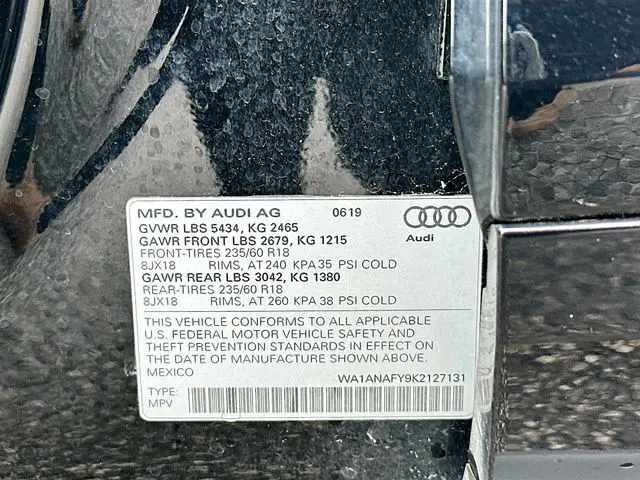 MFD. BY AUDI AG 0619
GVWR LBS 5434, KG 2465
GAWR FRONT LBS 2679, KG 1215
Audi
FRONT-TIRES 235/60 R18
8JX18 RIMS, AT 240 KPA 35 PSI COLD
GAWR REAR LBS 3042, KG 1380
REAR-TIRES 235/60 R18
8JX18 RIMS, AT 260 KPA 38 PSI COLD
THIS VEHICLE CONFORMS TO ALL APPLICABLE
U.S. FEDERAL MOTOR VEHICLE SAFETY AND
THEFT PREVENTION STANDARDS IN EFFECT ON
THE DATE OF MANUFACTURE SHOWN ABOVE.
MEXICO WA1ANAFY9K2127131
TYPE:
MPV